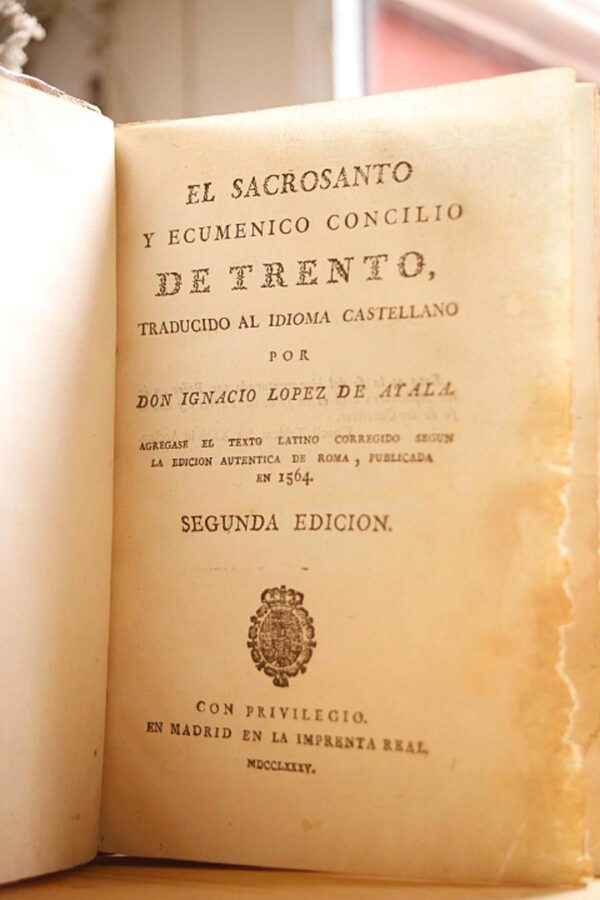 EL SACROSANTO
Y ECUMENICO CONCILIO
DE TRENTO,
TRADUCIDO AL IDIOMA CASTELLANO
POR
DON IGNACIO LOPEZ DE AYALA.
AGREGASE EL TEXTO LATINO CORREGIDO SEGUN
LA EDICION AUTENTICA DE ROMA, PUBLICADA
EN 1564.
SEGUNDA EDICION.
CON PRIVILEGIO.
EN MADRID EN LA IMPRENTA REAL.
MDCCLXXXV.